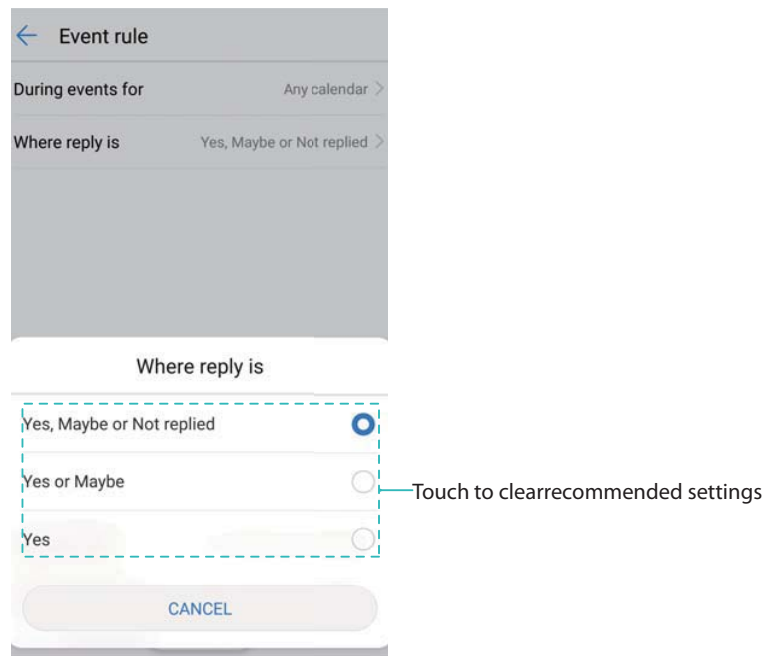 Event rule
During events for Any calendar
Where reply is Yes, Maybe or Not replied
Where reply is
Yes, Maybe or Not replied
Yes or Maybe
Touch to clearrecommended settings
Yes
CANCEL